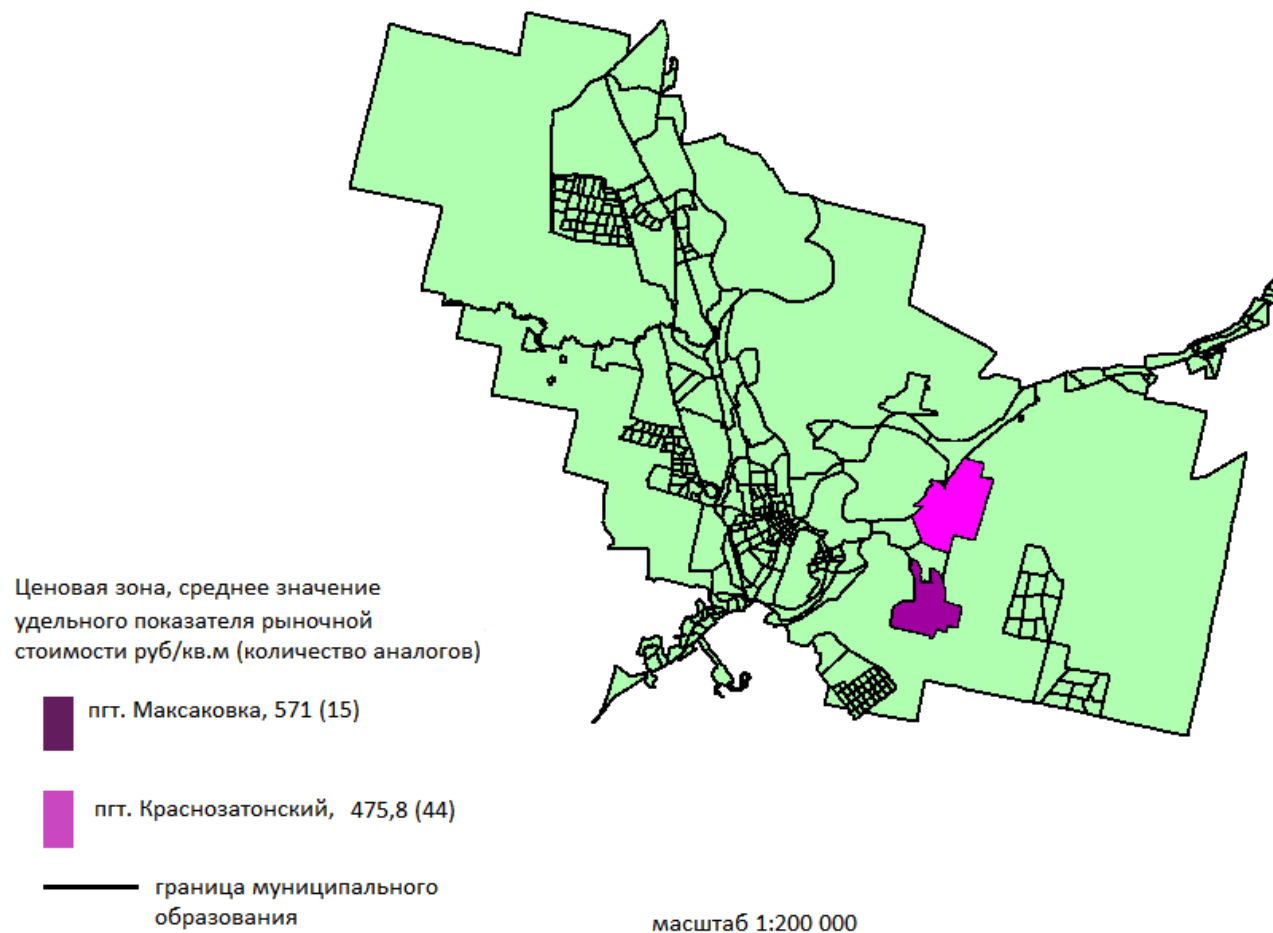 Ценовая зона, среднее значение
удельного показателя рыночной
стоимости руб/кв.м (количество аналогов)
пгт. Максаковка, 571 (15)
пгт. Краснозатонский, 475,8 (44)
граница муниципального
образования
масштаб 1:200 000